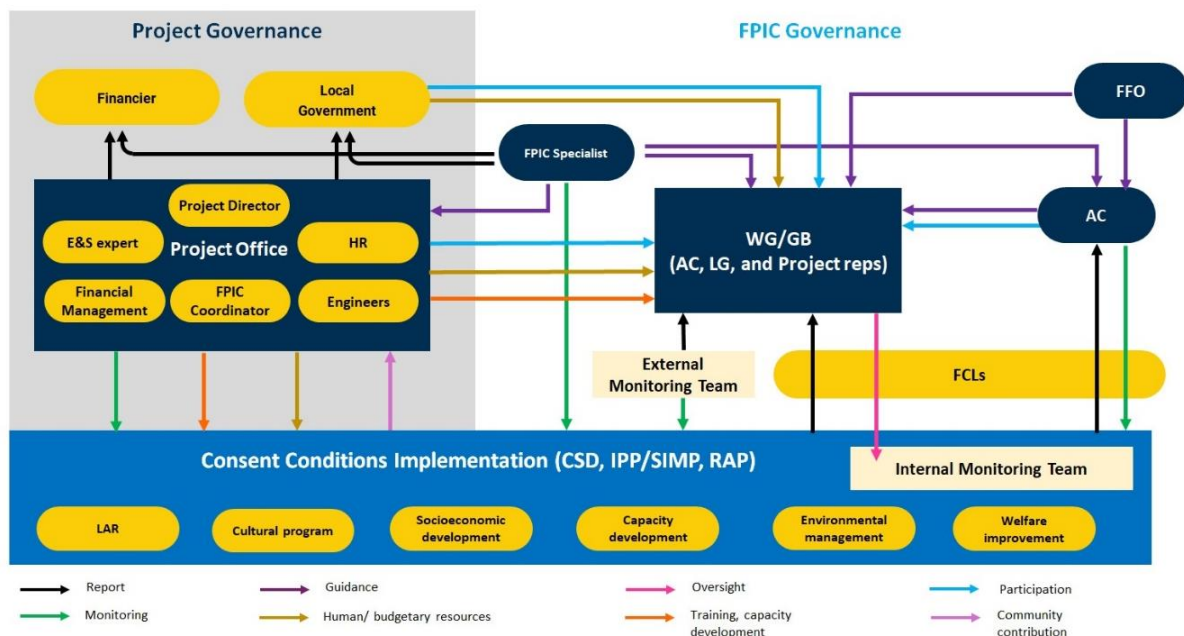 Project Governance
FPIC Governance
Financier
Local
Government
FFO
FPIC Specialist
Project Director
E&S expert
Project Office
HR
Financial
Management
FPIC
Coordinator
Engineers
WG/GB
(AC, LG, and Project reps)
AC
External
Monitoring Team
FCLs
Consent Conditions Implementation (CSD, IPP/SIMP, RAP)
Internal Monitoring Team
LAR
Cultural program
Socioeconomic
development
Capacity
development
Environmental
management
Welfare
improvement
Report
Guidance
Oversight
Participation
Monitoring
Human/ budgetary resources
Training, capacity
development
Community
contribution